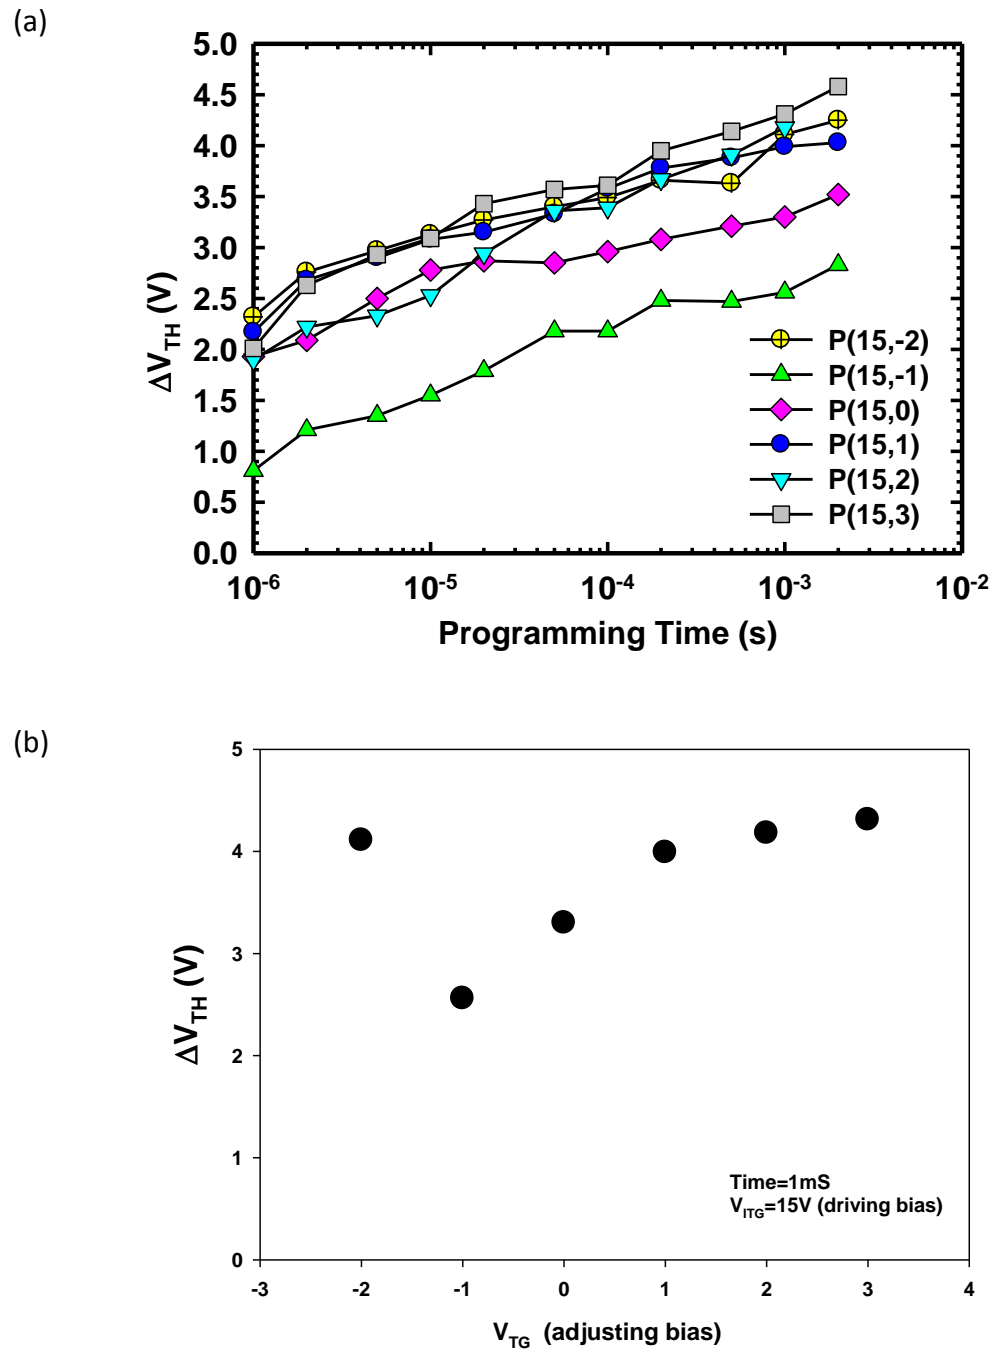 (a)
5.0
4.5
4.0
3.5
3.0
2.5
2.0
1.5
1.0
0.5
0.0
ΔVTH (V)
P(15,-2)
P(15,-1)
P(15,0)
P(15,1)
P(15,2)
P(15,3)
10-6 10-5 10-4 10-3 10-2
Programming Time (s)
(b)
5
4
3
2
1
0
ΔVTH (V)
Time=1mS
VITG=15V (driving bias)
-3 -2 -1 0 1 2 3 4
VTG (adjusting bias)